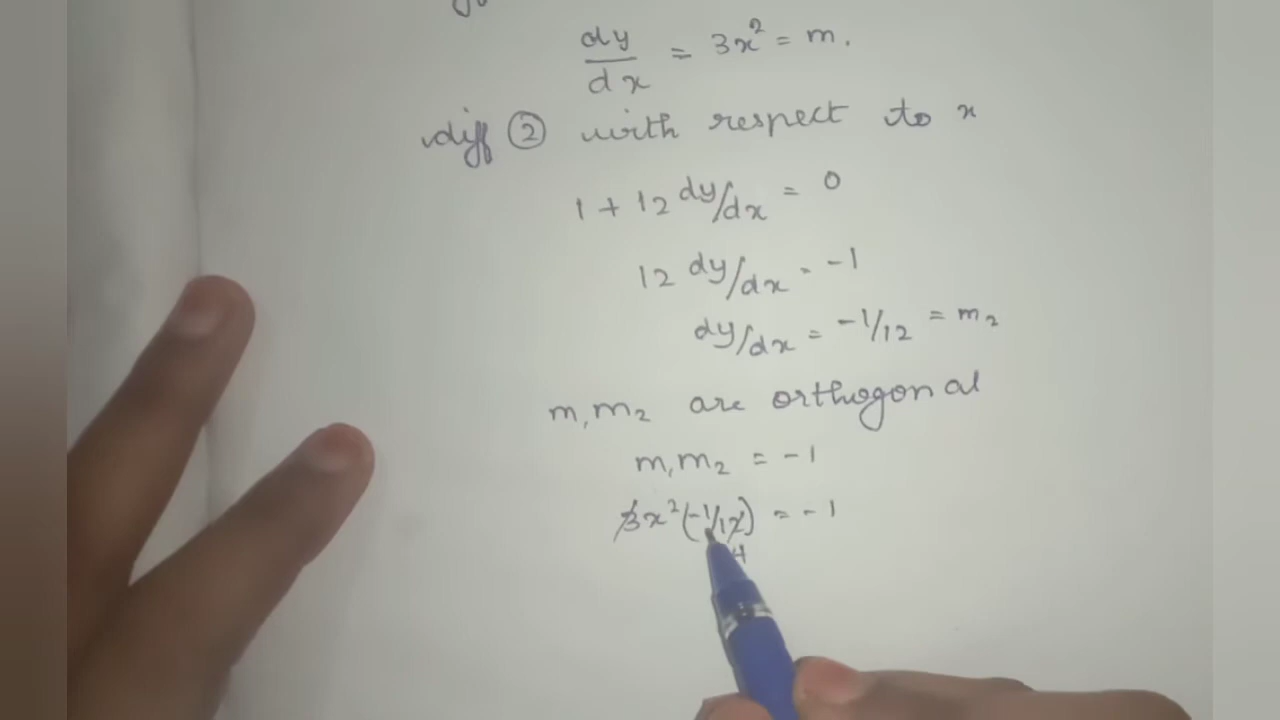 dy/dx = 3x² = m.
diff ② with respect to x
1 + 12 dy/dx = 0
12 dy/dx = -1
dy/dx = -1/12 = m₂
m, m₂ are orthogonal
m, m₂ = -1
3x² (-1/12) = -1
4